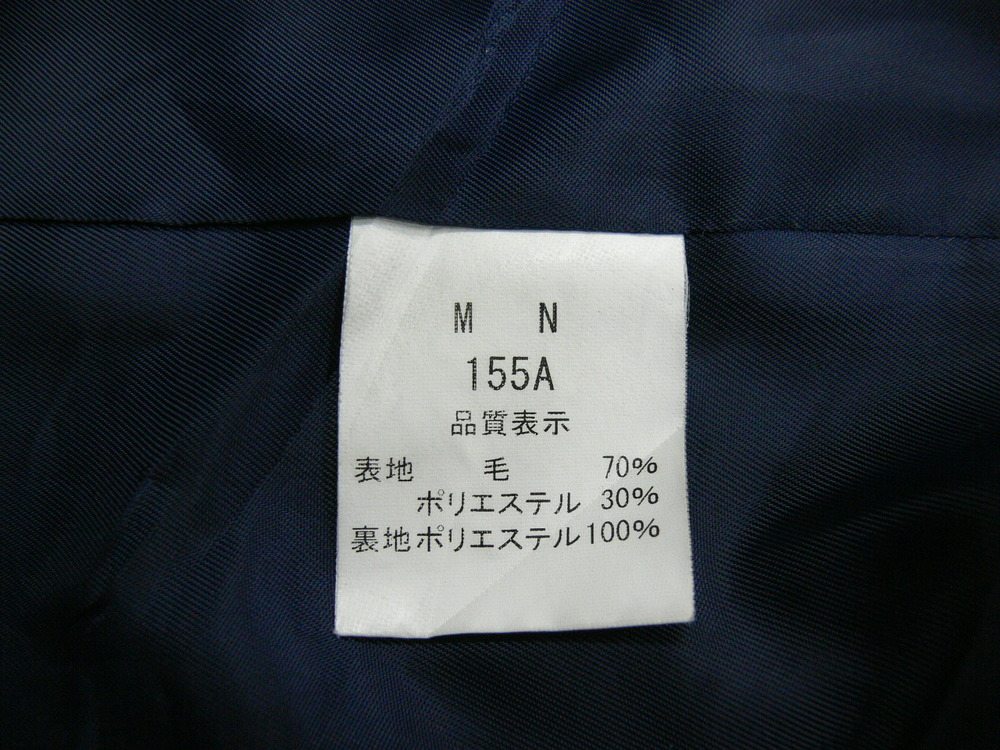 M N
155A
品質表示
表地 毛 70%
ポリエステル 30%
裏地ポリエステル100%